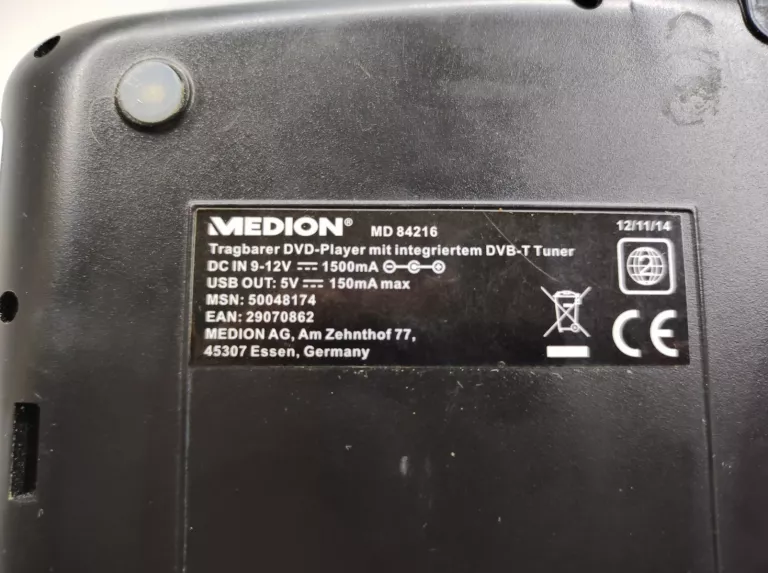 MEDION® MD 84216 12/11/14
Tragbarer DVD-Player mit integriertem DVB-T Tuner
DC IN 9-12V ⎓ 1500mA
USB OUT: 5V ⎓ 150mA max
MSN: 50048174
EAN: 29070862
MEDION AG, Am Zehnthof 77,
45307 Essen, Germany
2
CE